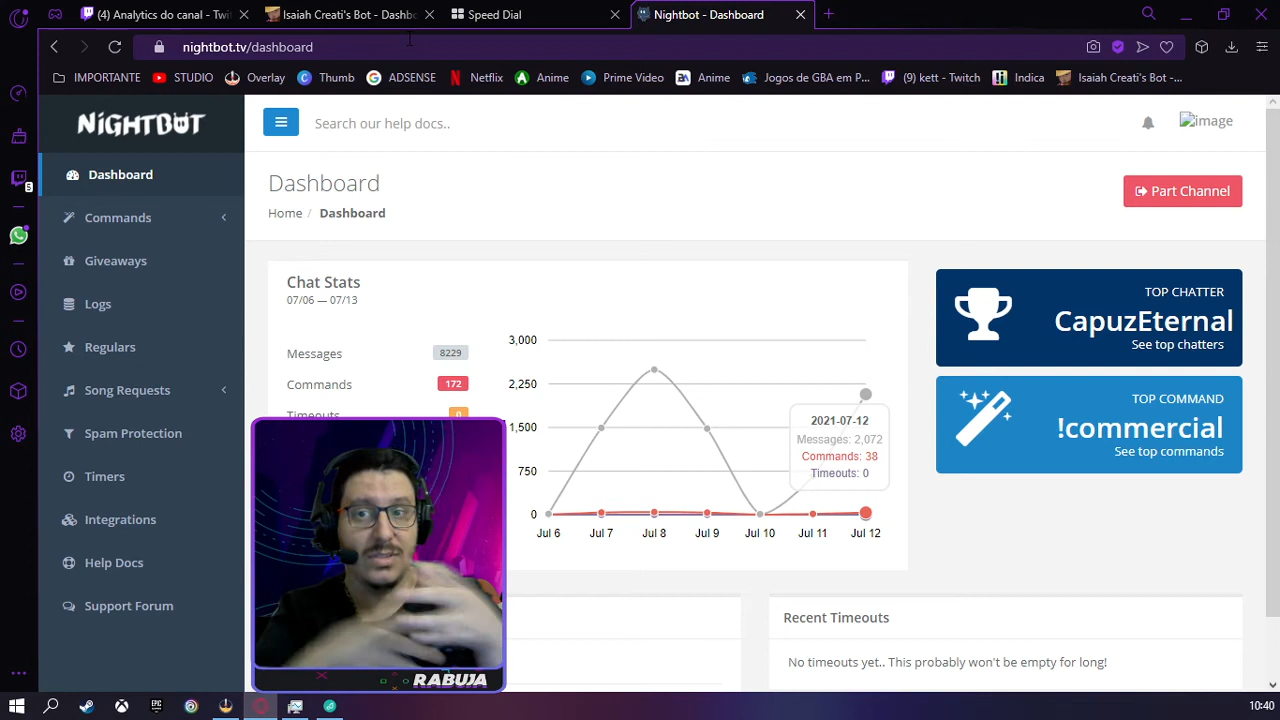 (4) Analytics do canal - Twit
Isaiah Creati's Bot - Dashbo
Speed Dial
Nightbot - Dashboard
nightbot.tv/dashboard
IMPORTANTE
STUDIO
Overlay
Thumb
ADSENSE
Netflix
Anime
Prime Video
Anime
Jogos de GBA em P...
(9) kett - Twitch
Indica
Isaiah Creati's Bot -...
NIGHTBOT
Search our help docs..
image
Dashboard
Commands
Giveaways
Logs
Regulars
Song Requests
Spam Protection
Timers
Integrations
Help Docs
Support Forum
Dashboard
Home / Dashboard
Part Channel
Chat Stats
07/06 — 07/13
Messages 8229
Commands 172
Timeouts 0
3,000
2,250
1,500
750
0
Jul 6 Jul 7 Jul 8 Jul 9 Jul 10 Jul 11 Jul 12
2021-07-12
Messages: 2,072
Commands: 38
Timeouts: 0
TOP CHATTER
CapuzEternal
See top chatters
TOP COMMAND
!commercial
See top commands
Recent Timeouts
No timeouts yet.. This probably won't be empty for long!
RABUJA
S
EPIC
10:40